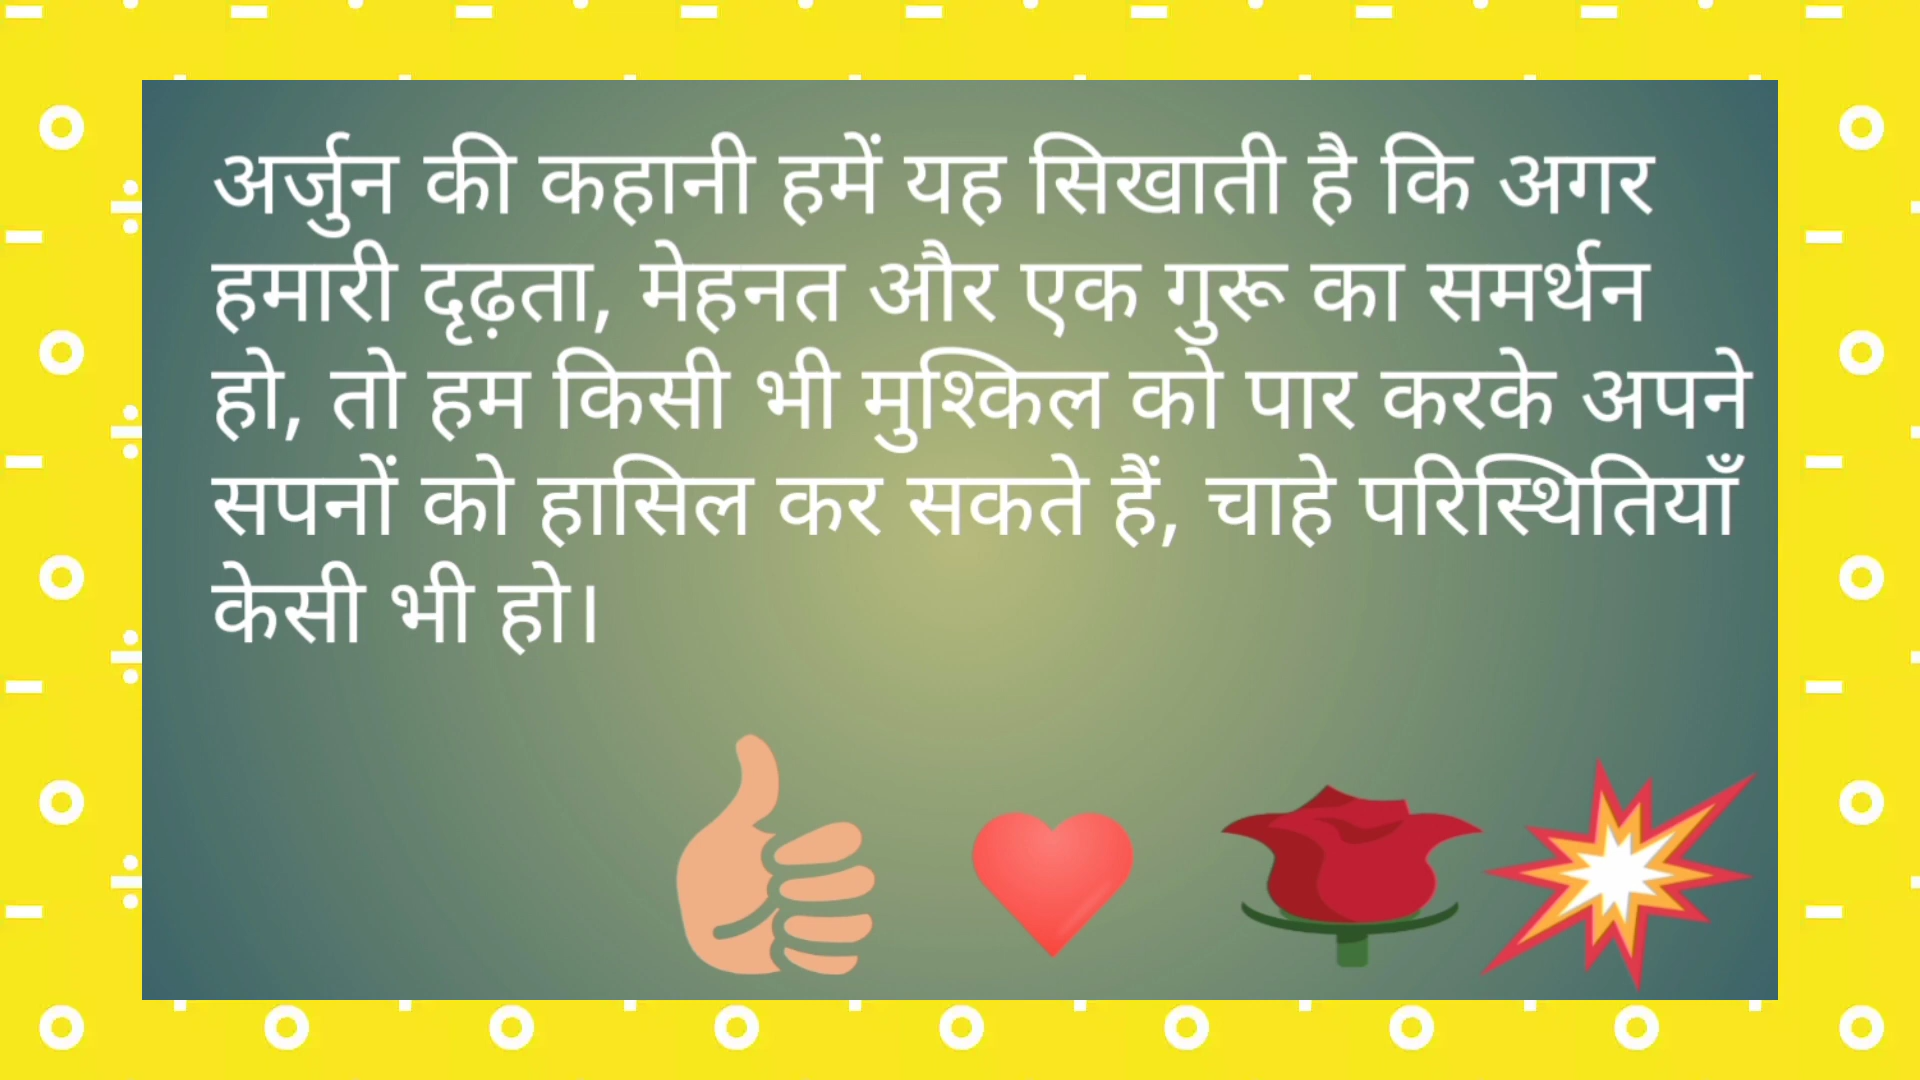 अर्जुन की कहानी हमें यह सिखाती है कि अगर
हमारी दृढ़ता, मेहनत और एक गुरू का समर्थन
हो, तो हम किसी भी मुश्किल को पार करके अपने
सपनों को हासिल कर सकते हैं, चाहे परिस्थितियाँ
केसी भी हो।